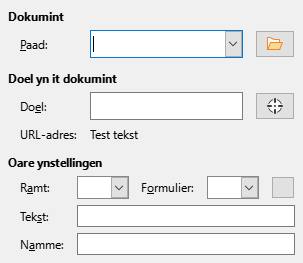 Dokumint
Paad:
Doel yn it dokumint
Doel:
URL-adres: Test tekst
Oare ynstellingen
Ramt: Formulier:
Tekst:
Namme: